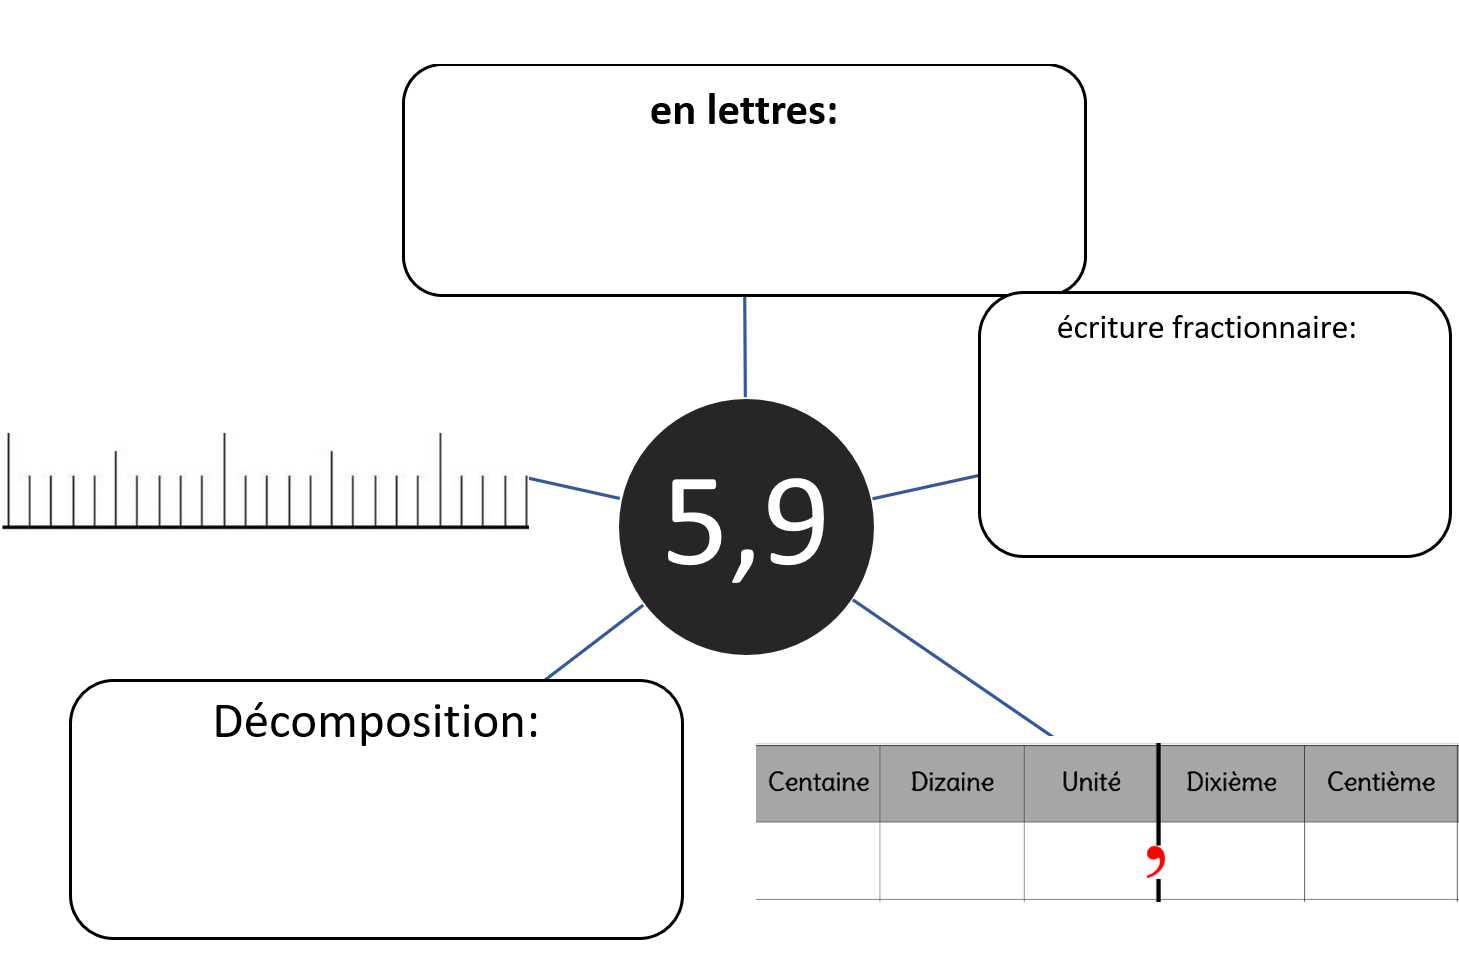 en lettres:
écriture fractionnaire:
5,9
Décomposition:
Centaine Dizaine Unité Dixième Centième
,